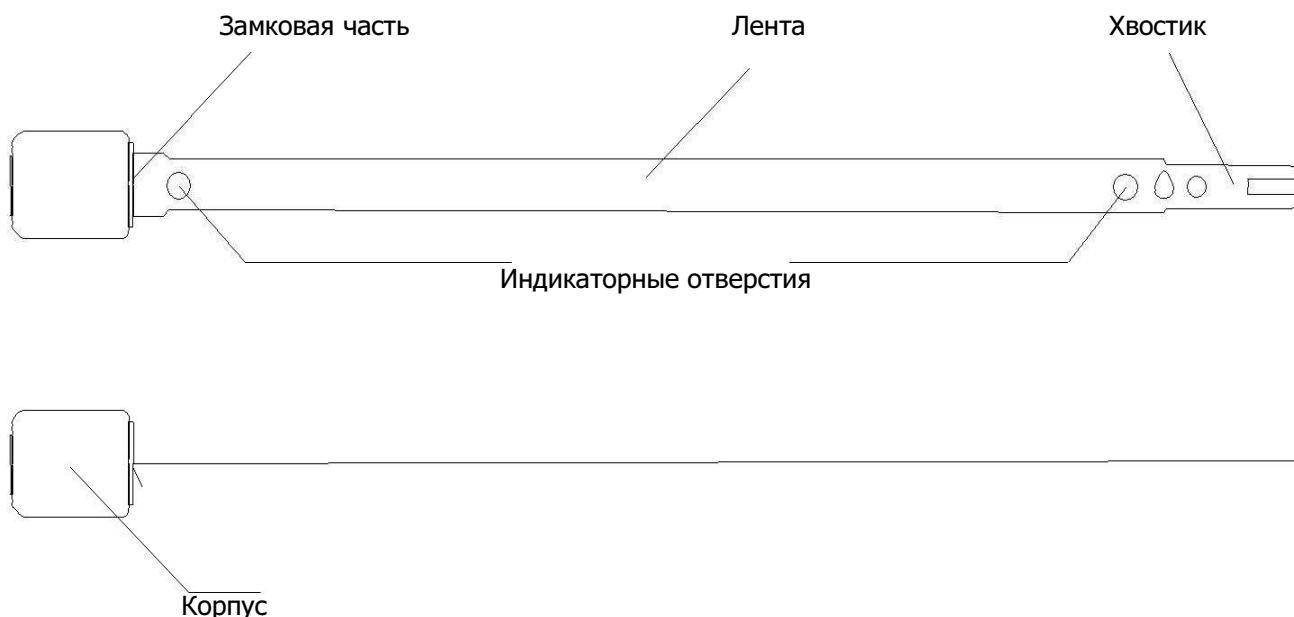 Замковая часть
Лента
Хвостик
Индикаторные отверстия
Корпус